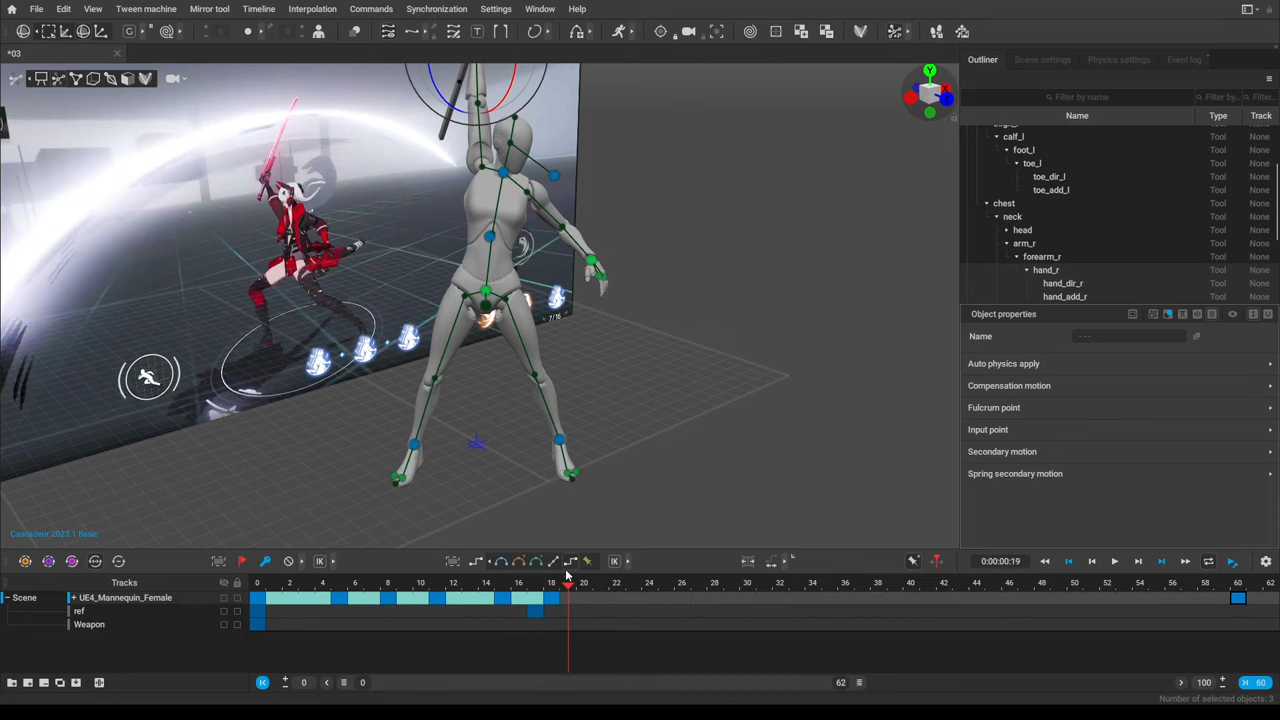 File Edit View Tween machine Mirror tool Timeline Interpolation Commands Synchronization Settings Window Help
*03
7/16
Cascadeur 2023.1 Basic
Outliner Scene settings Physics settings Event log
Filter by name Filter by... Filter...
Name Type Track
calf_l Tool None
foot_l Tool None
toe_l Tool None
toe_dir_l Tool None
toe_add_l Tool None
chest Tool None
neck Tool None
head Tool None
arm_r Tool None
forearm_r Tool None
hand_r Tool None
hand_dir_r Tool None
hand_add_r Tool None
Object properties
Name ---
Auto physics apply
Compensation motion
Fulcrum point
Input point
Secondary motion
Spring secondary motion
IK IK 0:00:00:19
Tracks 0 2 4 6 8 10 12 14 16 18 20 22 24 26 28 30 32 34 36 38 40 42 44 46 48 50 52 54 56 58 60 62
Scene + UE4_Mannequin_Female
ref
Weapon
0 0 62 100 60
Number of selected objects: 3